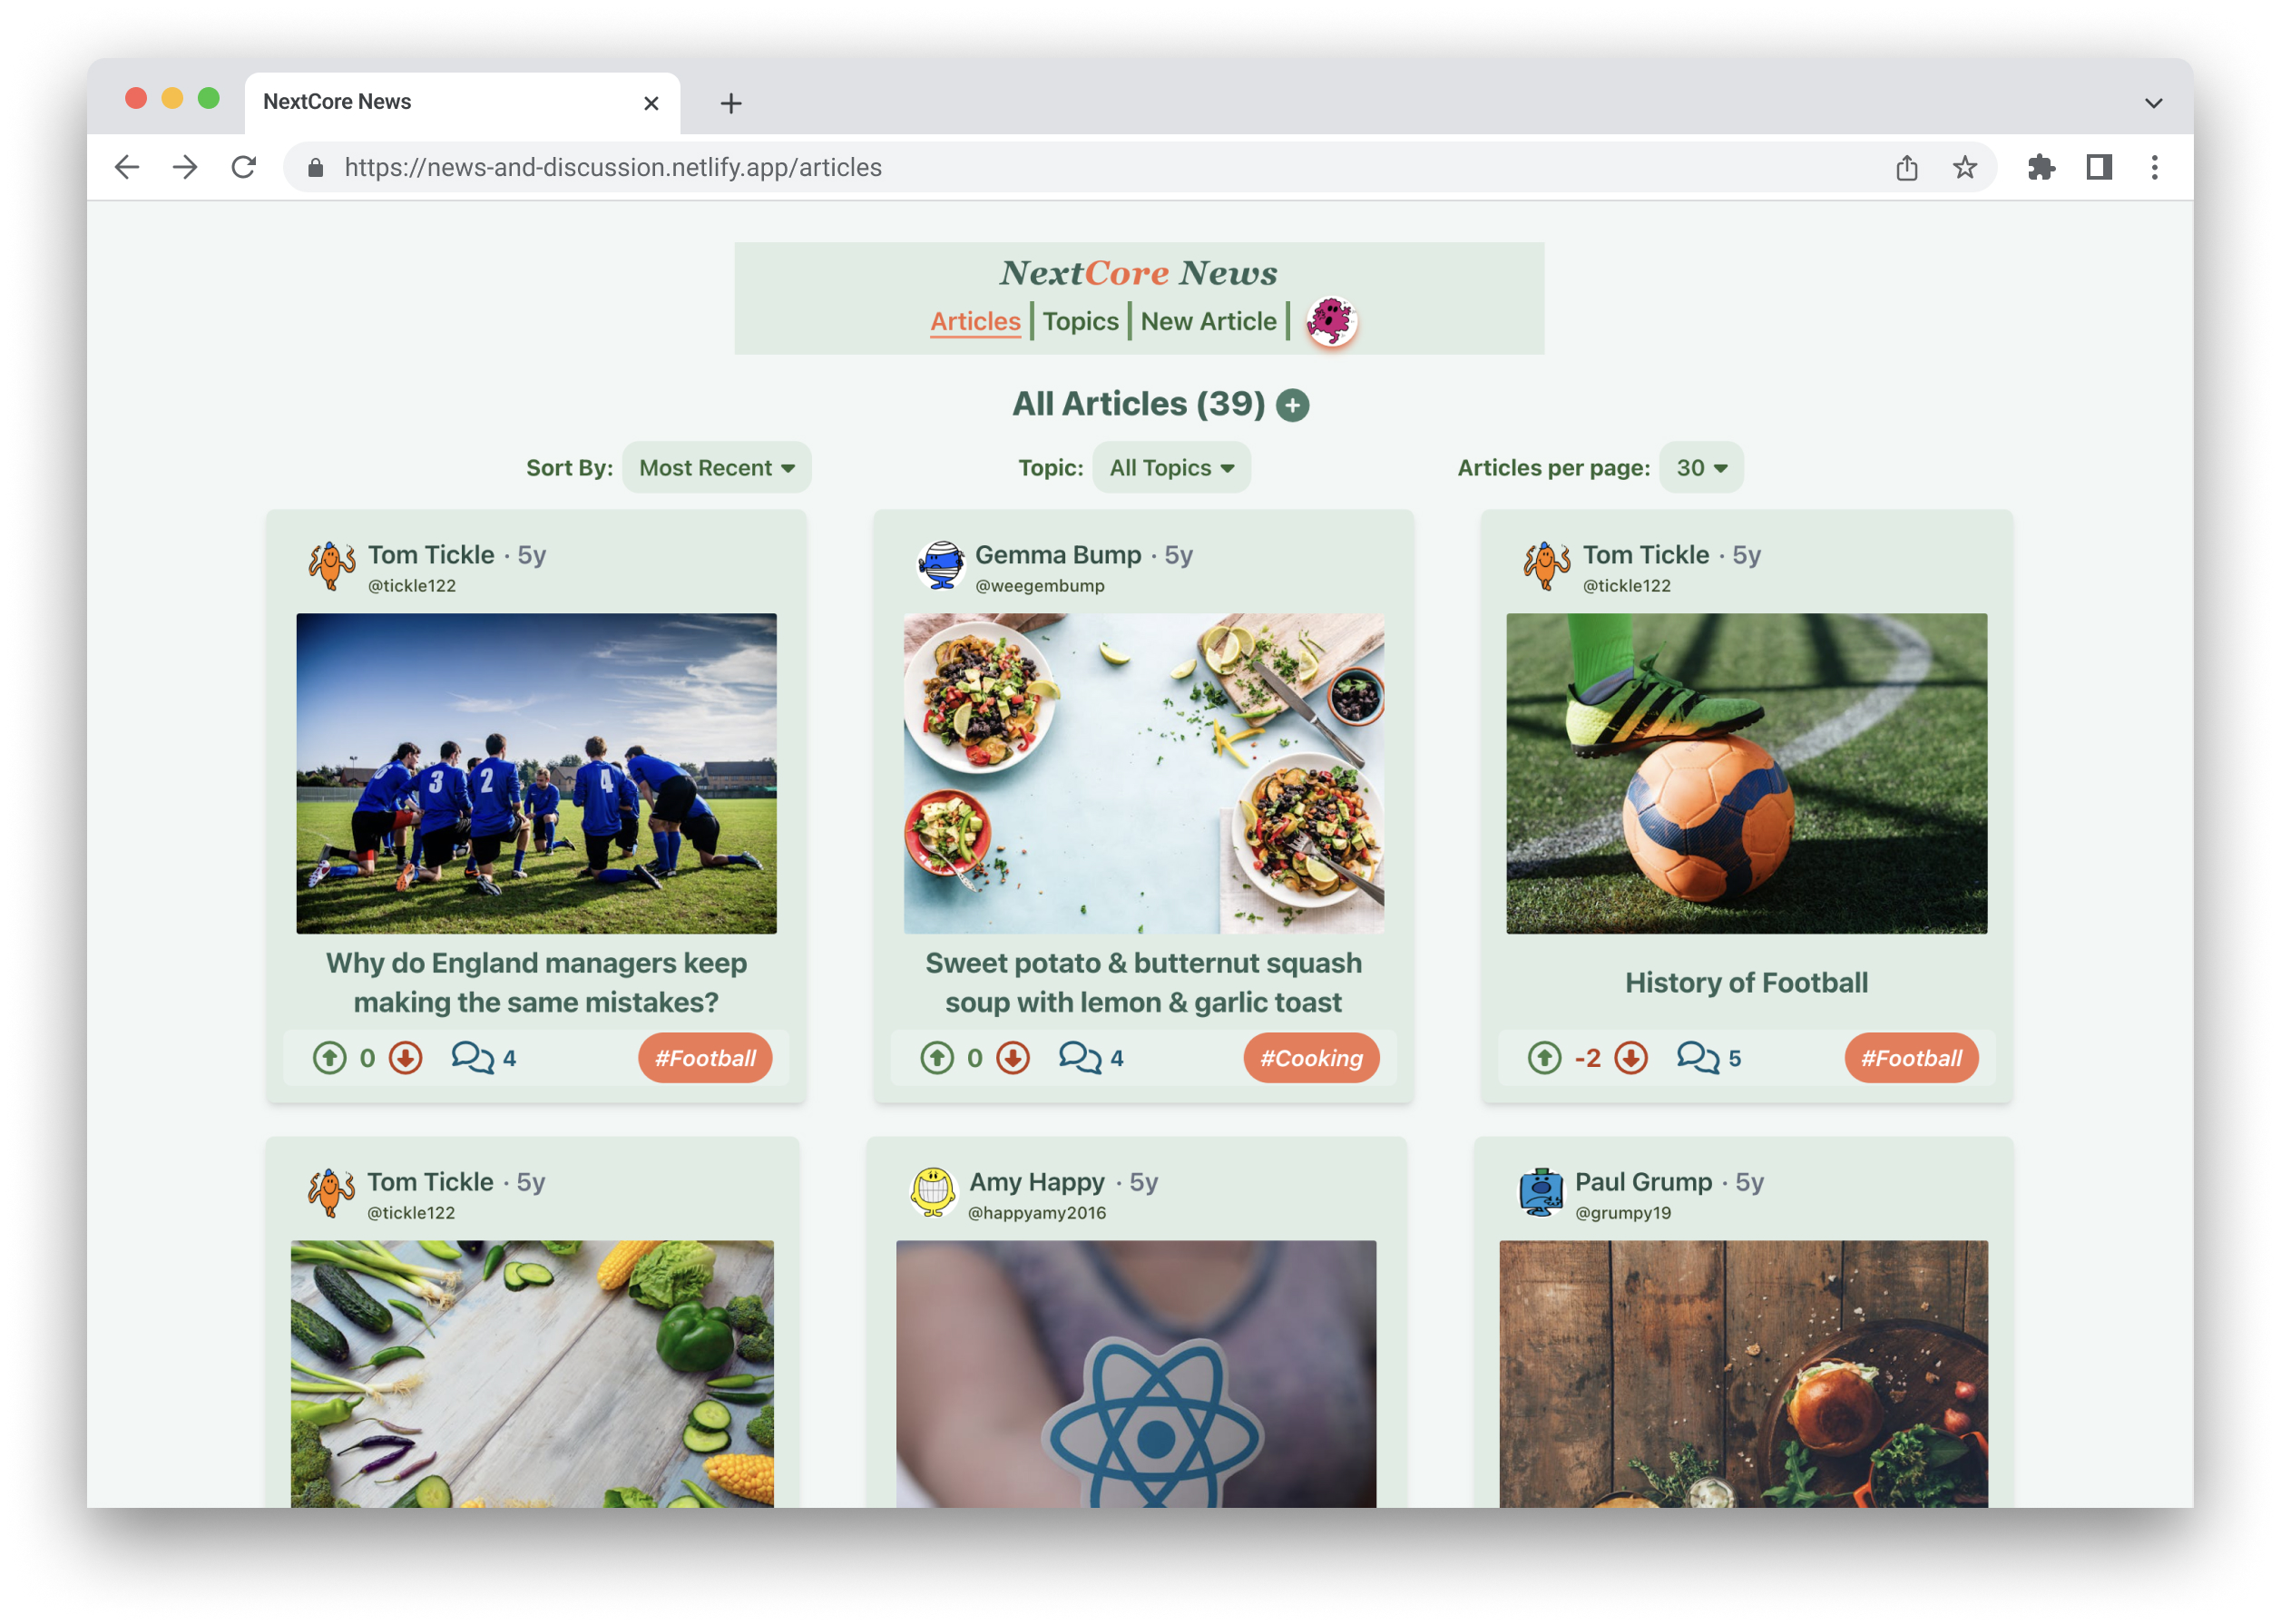 NextCore News
https://news-and-discussion.netlify.app/articles
NextCore News
Articles Topics New Article
All Articles (39)
Sort By: Most Recent Topic: All Topics Articles per page: 30
Tom Tickle · 5y
@tickle122
3 2 4
Why do England managers keep
making the same mistakes?
0 4 #Football
Gemma Bump · 5y
@weegembump
Sweet potato & butternut squash
soup with lemon & garlic toast
0 4 #Cooking
Tom Tickle · 5y
@tickle122
History of Football
-2 5 #Football
Tom Tickle · 5y
@tickle122
Amy Happy · 5y
@happyamy2016
Paul Grump · 5y
@grumpy19